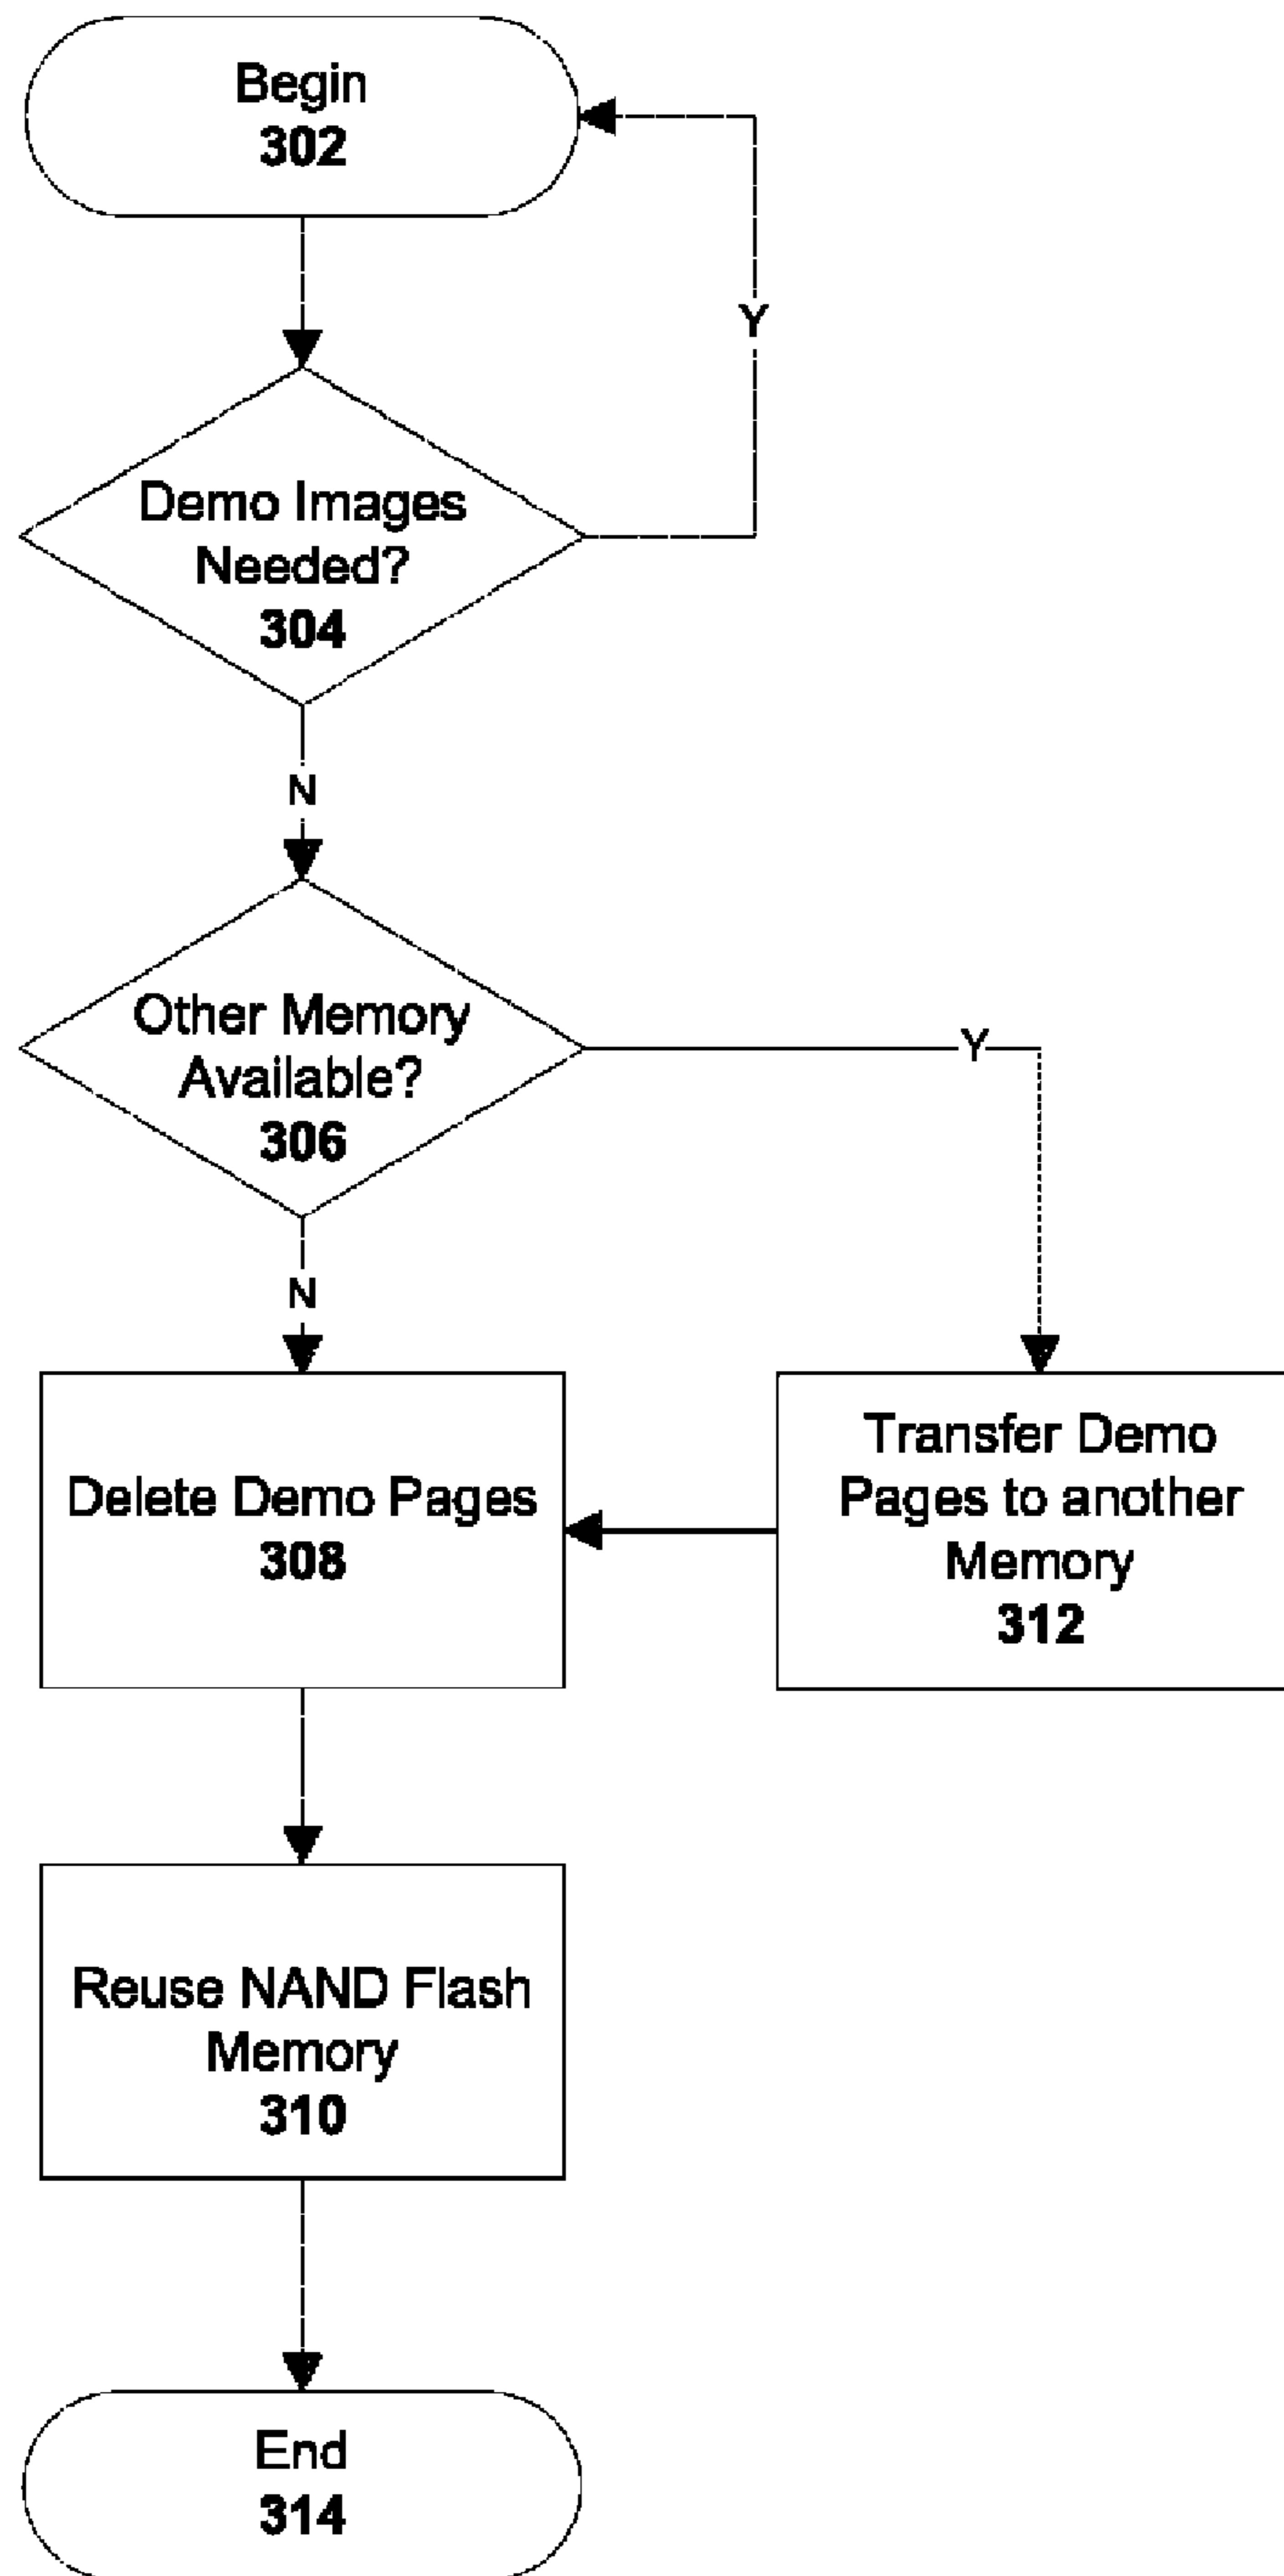 Begin
302
Y
Demo Images
Needed?
304
N
Other Memory
Available?
306
Y
N
Delete Demo Pages
308
Transfer Demo
Pages to another
Memory
312
Reuse NAND Flash
Memory
310
End
314